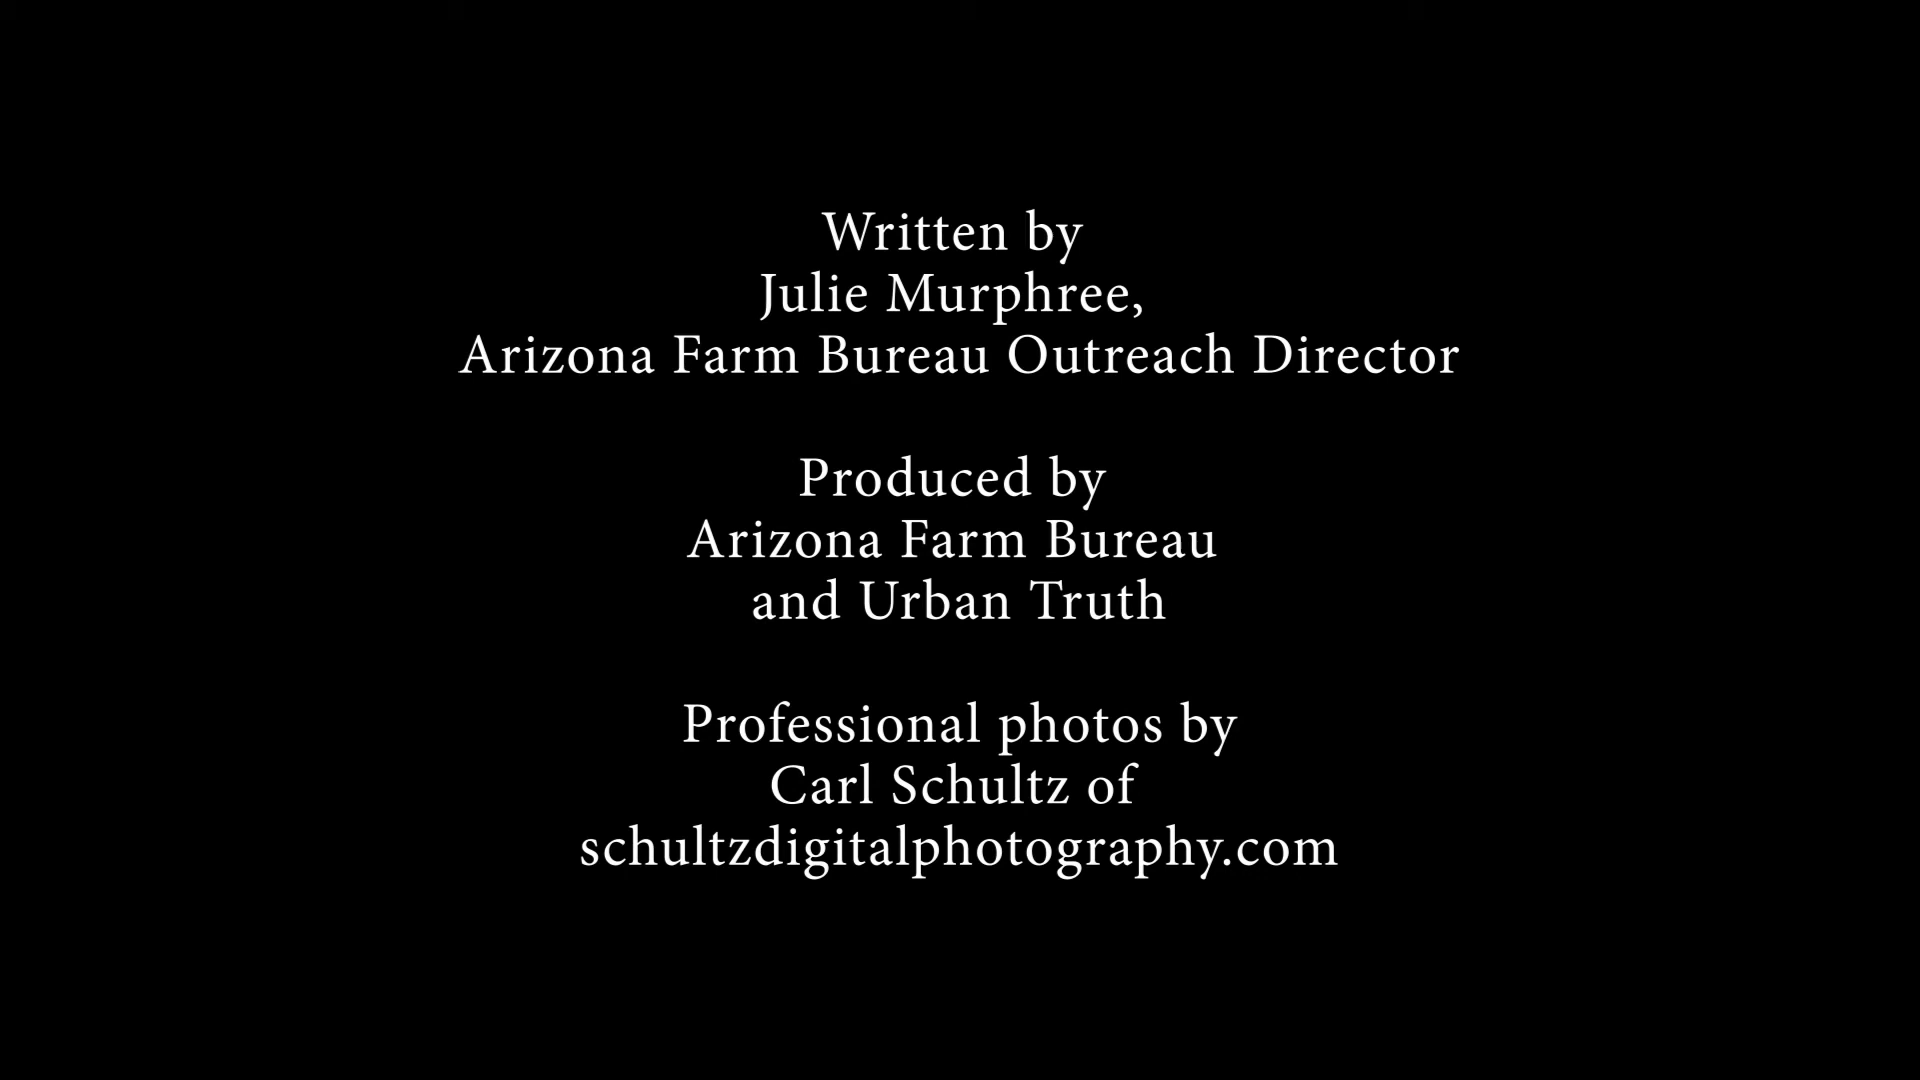 Written by
Julie Murphree,
Arizona Farm Bureau Outreach Director
Produced by
Arizona Farm Bureau
and Urban Truth
Professional photos by
Carl Schultz of
schultzdigitalphotography.com